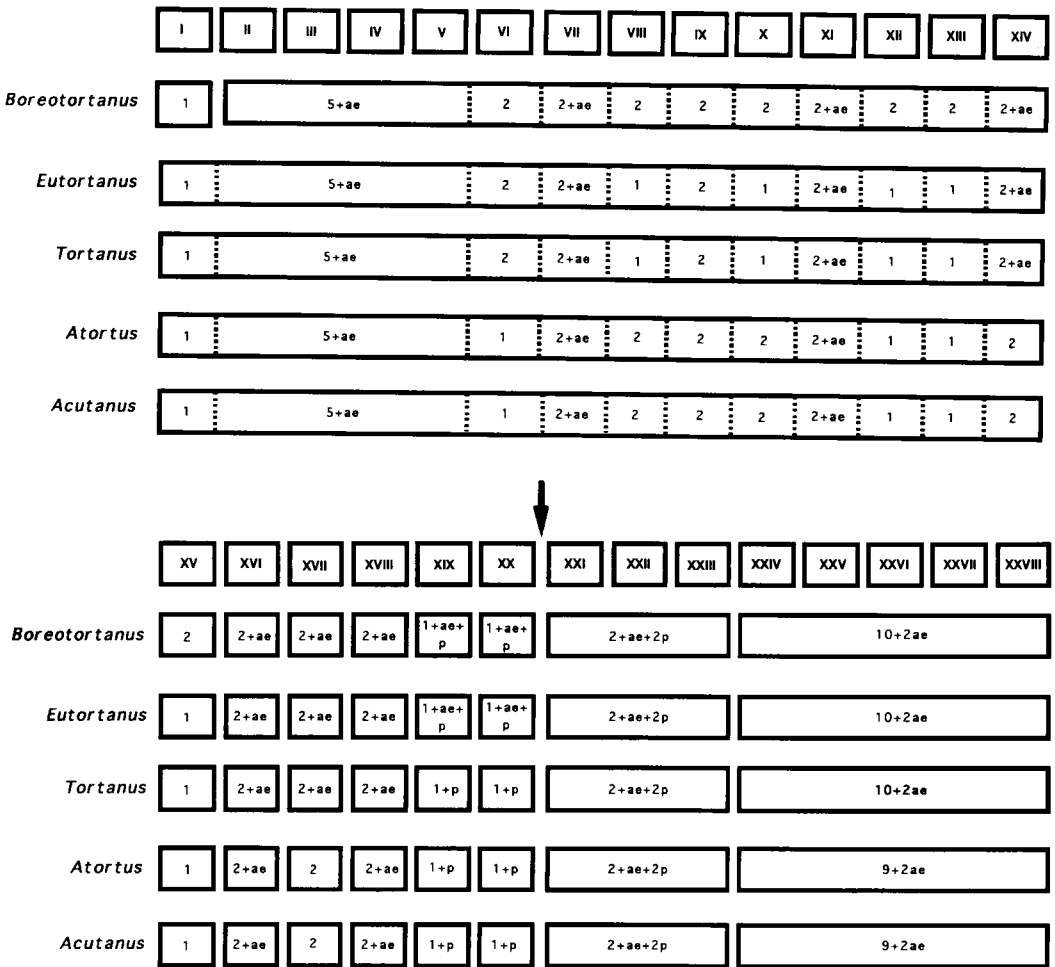 I II III IV V VI VII VIII IX X XI XII XIII XIV
Boreotortanus 1 5+ae 2 2+ae 2 2 2 2+ae 2 2 2+ae
Eutortanus 1 5+ae 2 2+ae 1 2 1 2+ae 1 1 2+ae
Tortanus 1 5+ae 2 2+ae 1 2 1 2+ae 1 1 2+ae
Atortus 1 5+ae 1 2+ae 2 2 2 2+ae 1 1 2
Acutanus 1 5+ae 1 2+ae 2 2 2 2+ae 1 1 2
XV XVI XVII XVIII XIX XX XXI XXII XXIII XXIV XXV XXVI XXVII XXVIII
Boreotortanus 2 2+ae 2+ae 2+ae 1+ae+p 1+ae+p 2+ae+2p 10+2ae
Eutortanus 1 2+ae 2+ae 2+ae 1+ae+p 1+ae+p 2+ae+2p 10+2ae
Tortanus 1 2+ae 2+ae 2+ae 1+p 1+p 2+ae+2p 10+2ae
Atortus 1 2+ae 2 2+ae 1+p 1+p 2+ae+2p 9+2ae
Acutanus 1 2+ae 2 2+ae 1+p 1+p 2+ae+2p 9+2ae